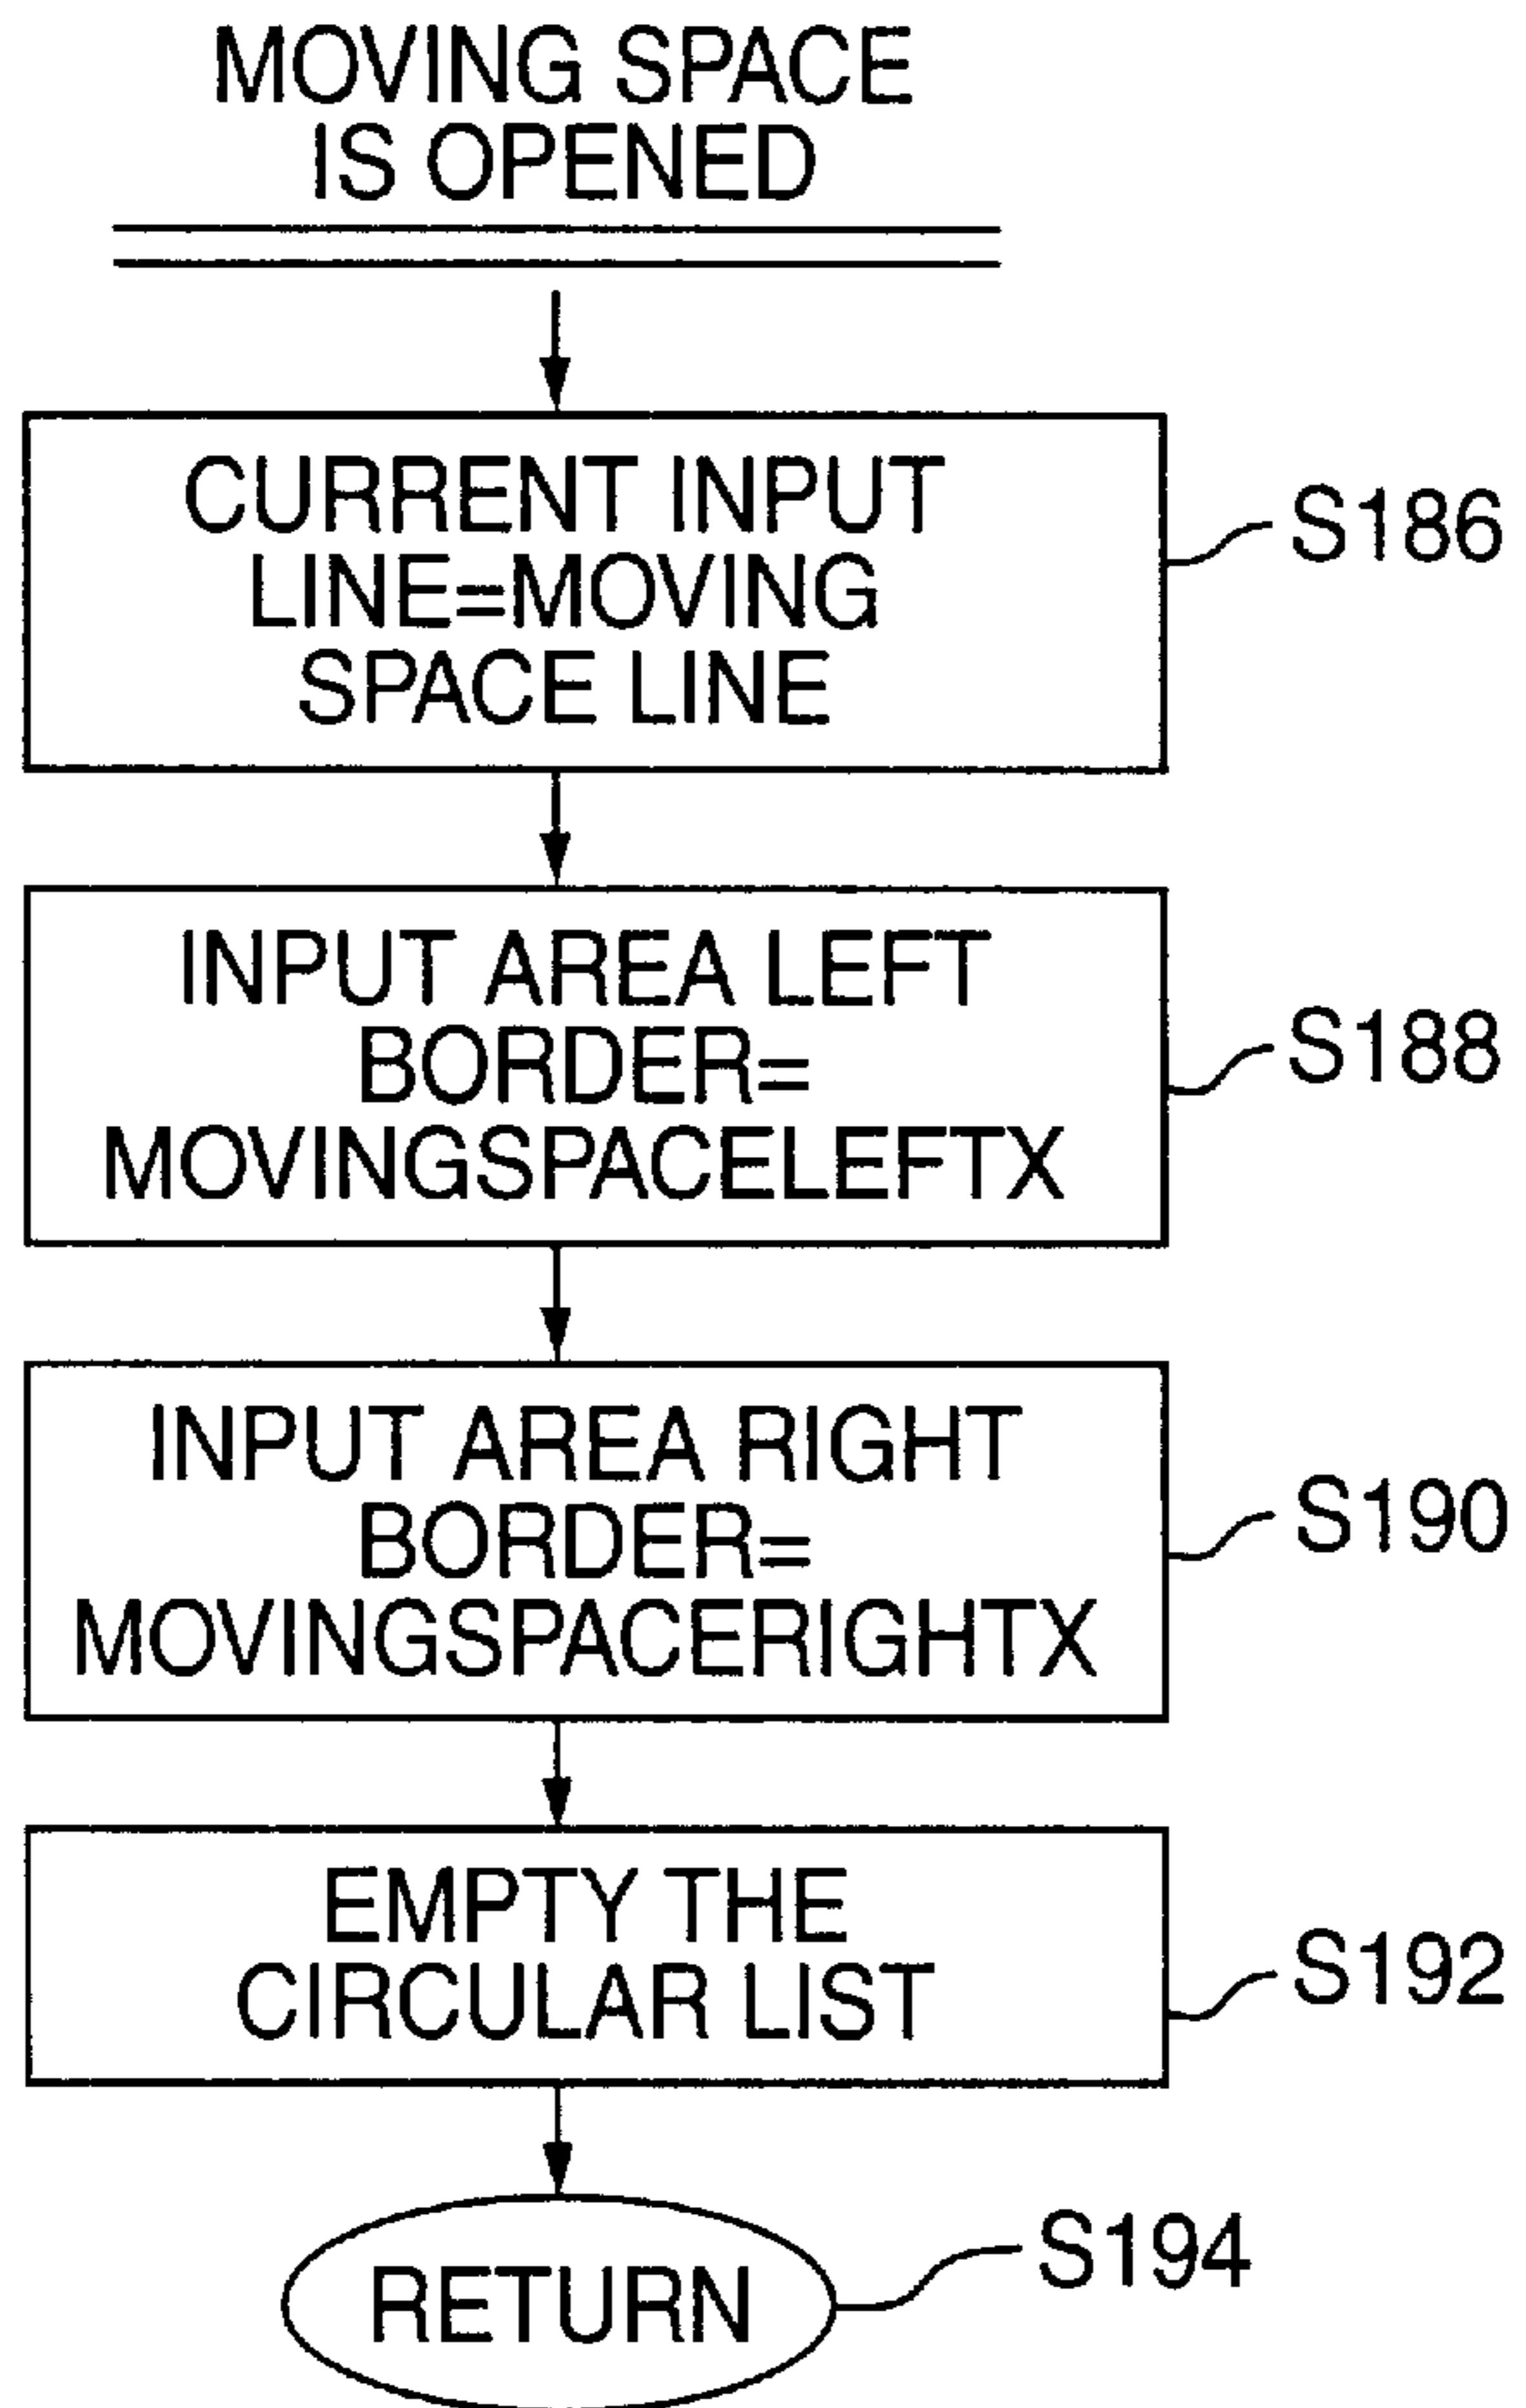 MOVING SPACE
IS OPENED
CURRENT INPUT
LINE=MOVING
SPACE LINE
S186
INPUT AREA LEFT
BORDER=
MOVINGSPACELEFTX
S188
INPUT AREA RIGHT
BORDER=
MOVINGSPACERIGHTX
S190
EMPTY THE
CIRCULAR LIST
S192
RETURN
S194